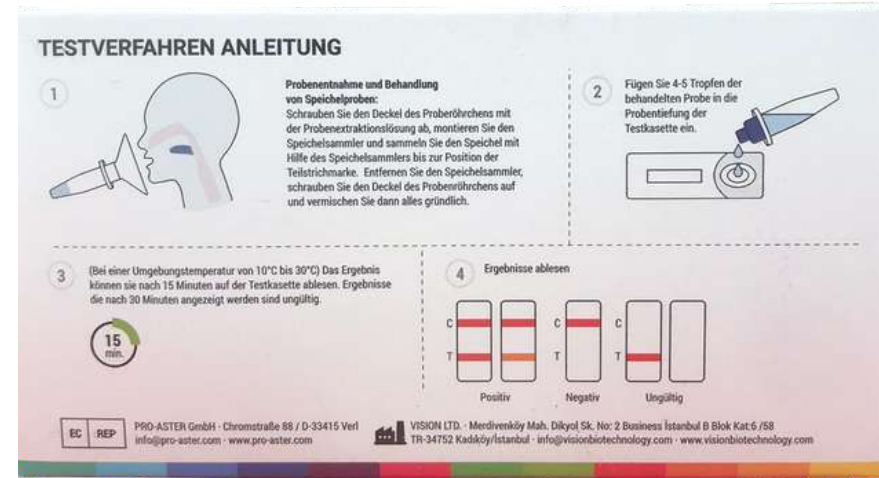 TESTVERFAHREN ANLEITUNG
1
Probenentnahme und Behandlung
von Speichelproben:
Schrauben Sie den Deckel des Proberöhrchens mit
der Probenextraktionslösung ab, montieren Sie den
Speichelsammler und sammeln Sie den Speichel mit
Hilfe des Speichelsammlers bis zur Position der
Teilstrichmarke. Entfernen Sie den Speichelsammler,
schrauben Sie den Deckel des Probenröhrchens auf
und vermischen Sie dann alles gründlich.
2
Fügen Sie 4-5 Tropfen der
behandelten Probe in die
Probentiefung der
Testkasette ein.
3
(Bei einer Umgebungstemperatur von 10°C bis 30°C) Das Ergebnis
können sie nach 15 Minuten auf der Testkasette ablesen. Ergebnisse
die nach 30 Minuten angezeigt werden sind ungültig.
15
min.
4
Ergebnisse ablesen
C
T
C
T
C
T
Positiv
Negativ
Ungültig
EC REP
PRO-ASTER GmbH · Chromstraße 88 / D-33415 Verl
info@pro-aster.com · www.pro-aster.com
VISION LTD. · Merdivenköy Mah. Dikyol Sk. No: 2 Business İstanbul B Blok Kat:6 /58
TR-34752 Kadıköy/İstanbul · info@visionbiotechnology.com · www.visionbiotechnology.com